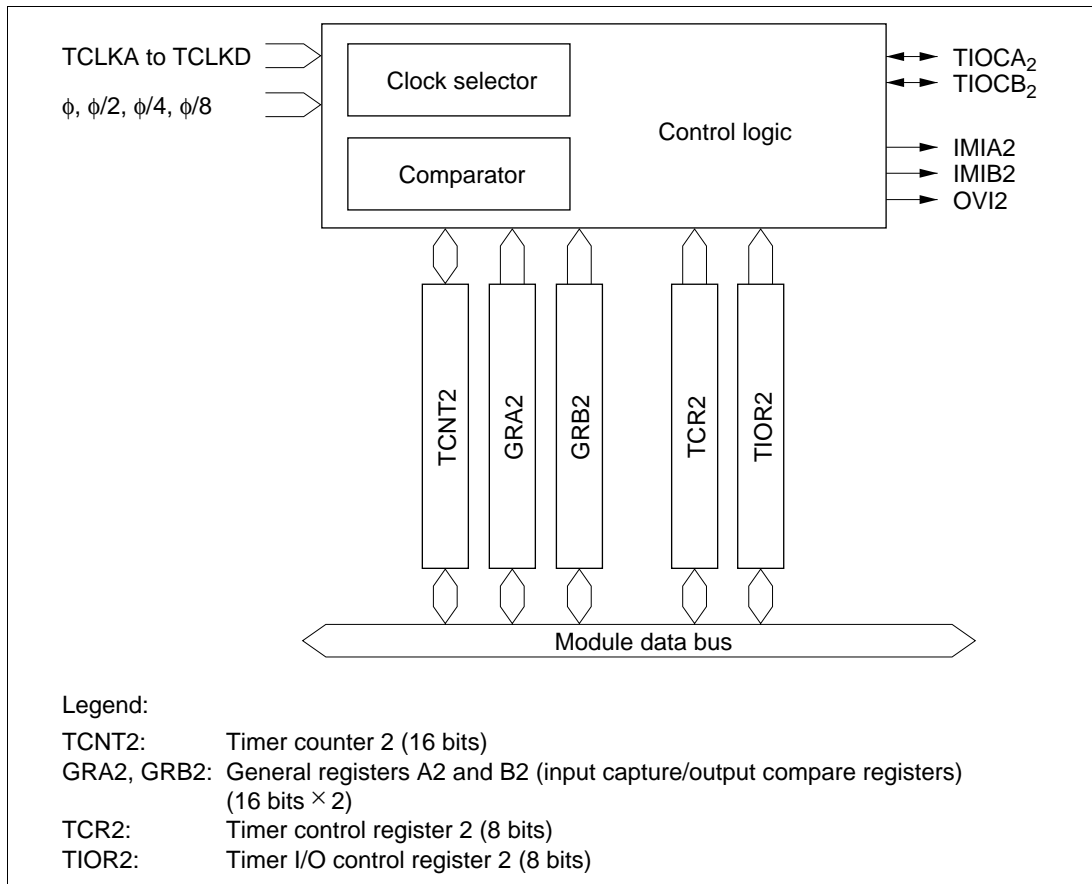 TCLKA to TCLKD
ϕ, ϕ/2, ϕ/4, ϕ/8
Clock selector
Comparator
Control logic
TIOCA2
TIOCB2
IMIA2
IMIB2
OVI2
TCNT2
GRA2
GRB2
TCR2
TIOR2
Module data bus
Legend:
TCNT2: Timer counter 2 (16 bits)
GRA2, GRB2: General registers A2 and B2 (input capture/output compare registers)
(16 bits × 2)
TCR2: Timer control register 2 (8 bits)
TIOR2: Timer I/O control register 2 (8 bits)